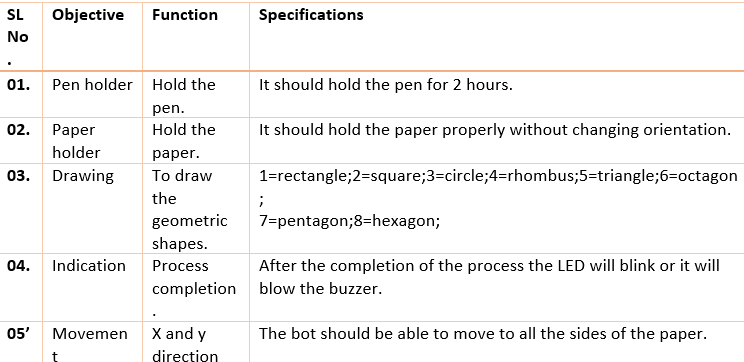 SL Objective Function Specifications
No
.
01. Pen holder Hold the It should hold the pen for 2 hours.
pen.
02. Paper Hold the It should hold the paper properly without changing orientation.
holder paper.
03. Drawing To draw 1=rectangle;2=square;3=circle;4=rhombus;5=triangle;6=octagon
the ;
geometric 7=pentagon;8=hexagon;
shapes.
04. Indication Process After the completion of the process the LED will blink or it will
completion blow the buzzer.
.
05’ Movemen X and y The bot should be able to move to all the sides of the paper.
t direction